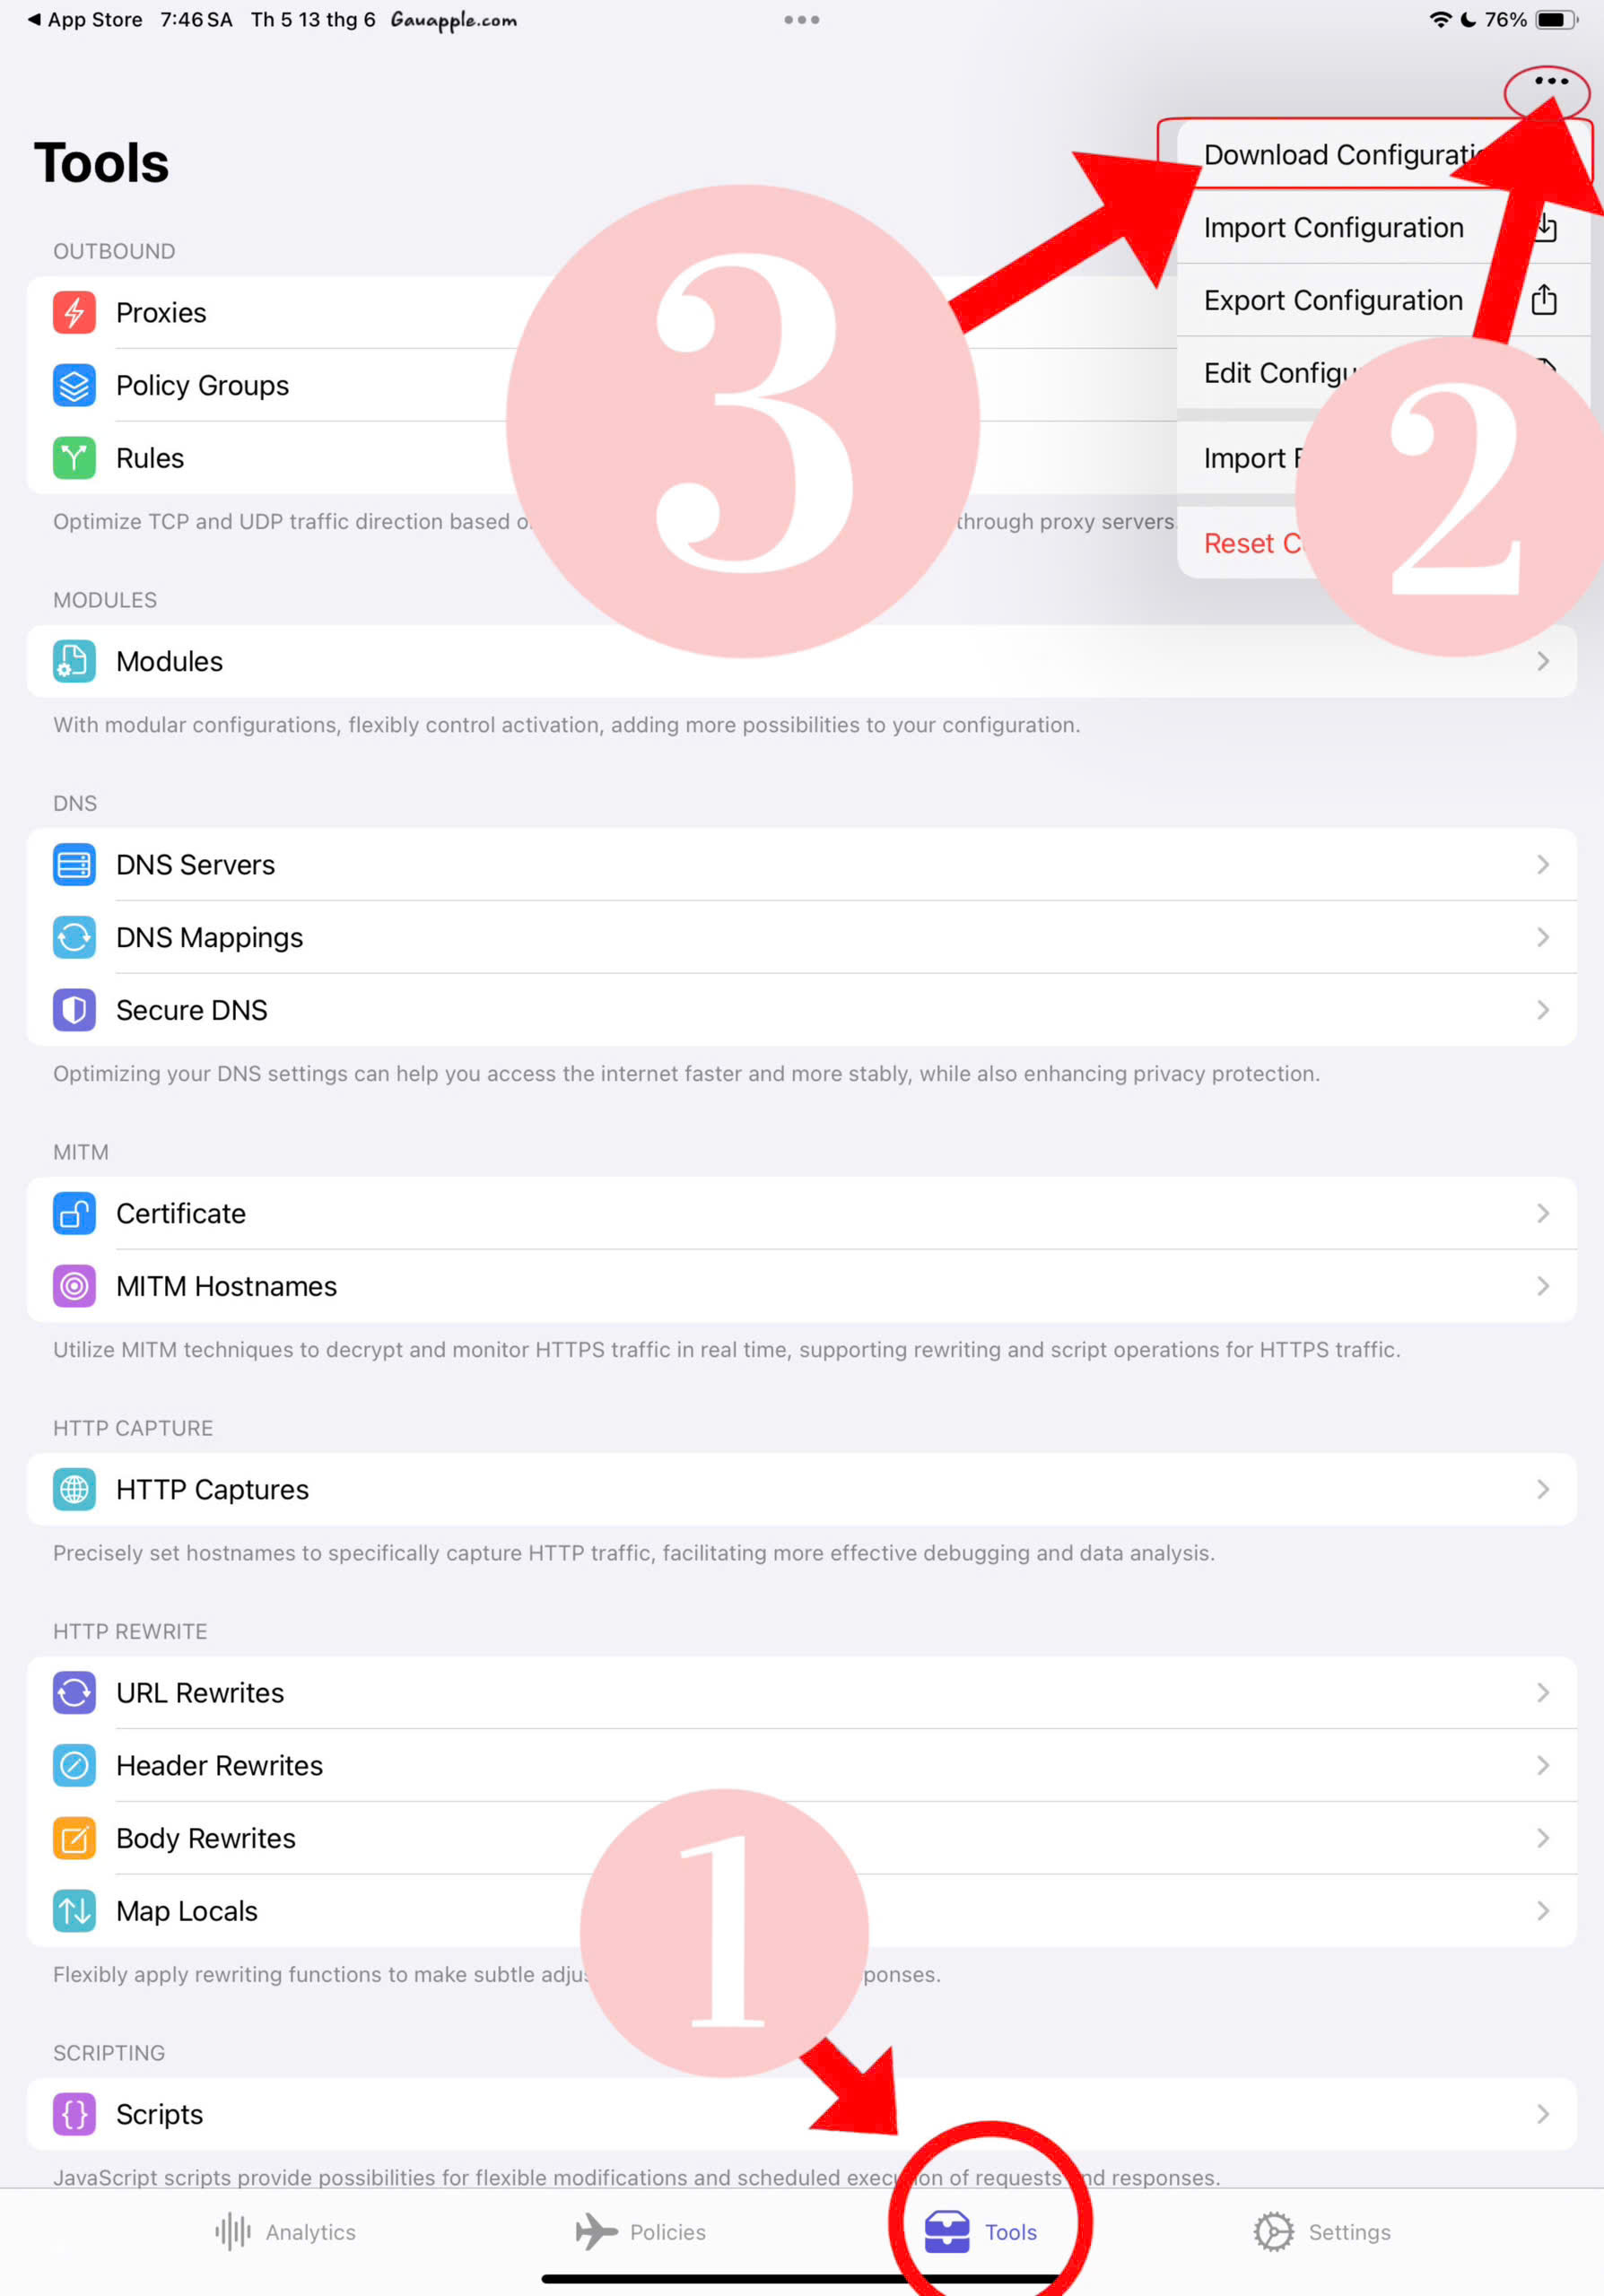 ◀ App Store 7:46 SA Th 5 13 thg 6 Gauapple.com 76%
Tools
Download
Import Configuration
Export Configuration
Edit
Import
Reset
3
2
OUTBOUND
Proxies
Policy Groups
Rules
Optimize TCP and UDP traffic direction based through proxy servers
MODULES
Modules
With modular configurations, flexibly control activation, adding more possibilities to your configuration.
DNS
DNS Servers
DNS Mappings
Secure DNS
Optimizing your DNS settings can help you access the internet faster and more stably, while also enhancing privacy protection.
MITM
Certificate
MITM Hostnames
Utilize MITM techniques to decrypt and monitor HTTPS traffic in real time, supporting rewriting and script operations for HTTPS traffic.
HTTP CAPTURE
HTTP Captures
Precisely set hostnames to specifically capture HTTP traffic, facilitating more effective debugging and data analysis.
HTTP REWRITE
URL Rewrites
Header Rewrites
Body Rewrites
Map Locals
1
Flexibly apply rewriting functions to make subtle
SCRIPTING
Scripts
JavaScript scripts provide possibilities for flexible modifications and scheduled of requests responses.
Analytics
Policies
Tools
Settings